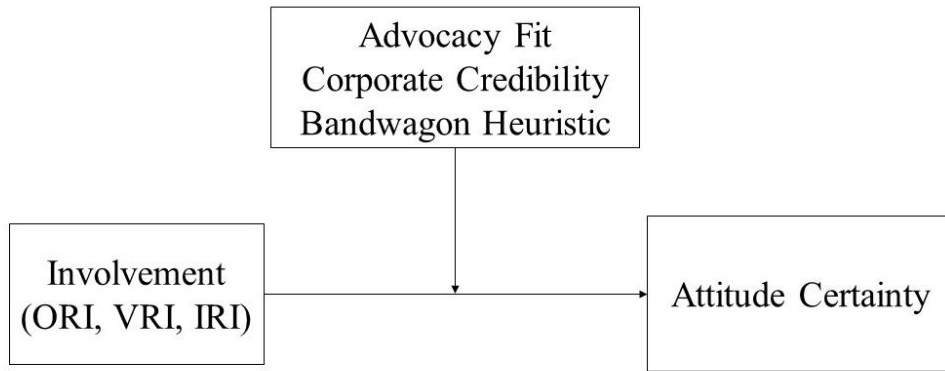 Advocacy Fit
Corporate Credibility
Bandwagon Heuristic
Involvement
(ORI, VRI, IRI)
Attitude Certainty